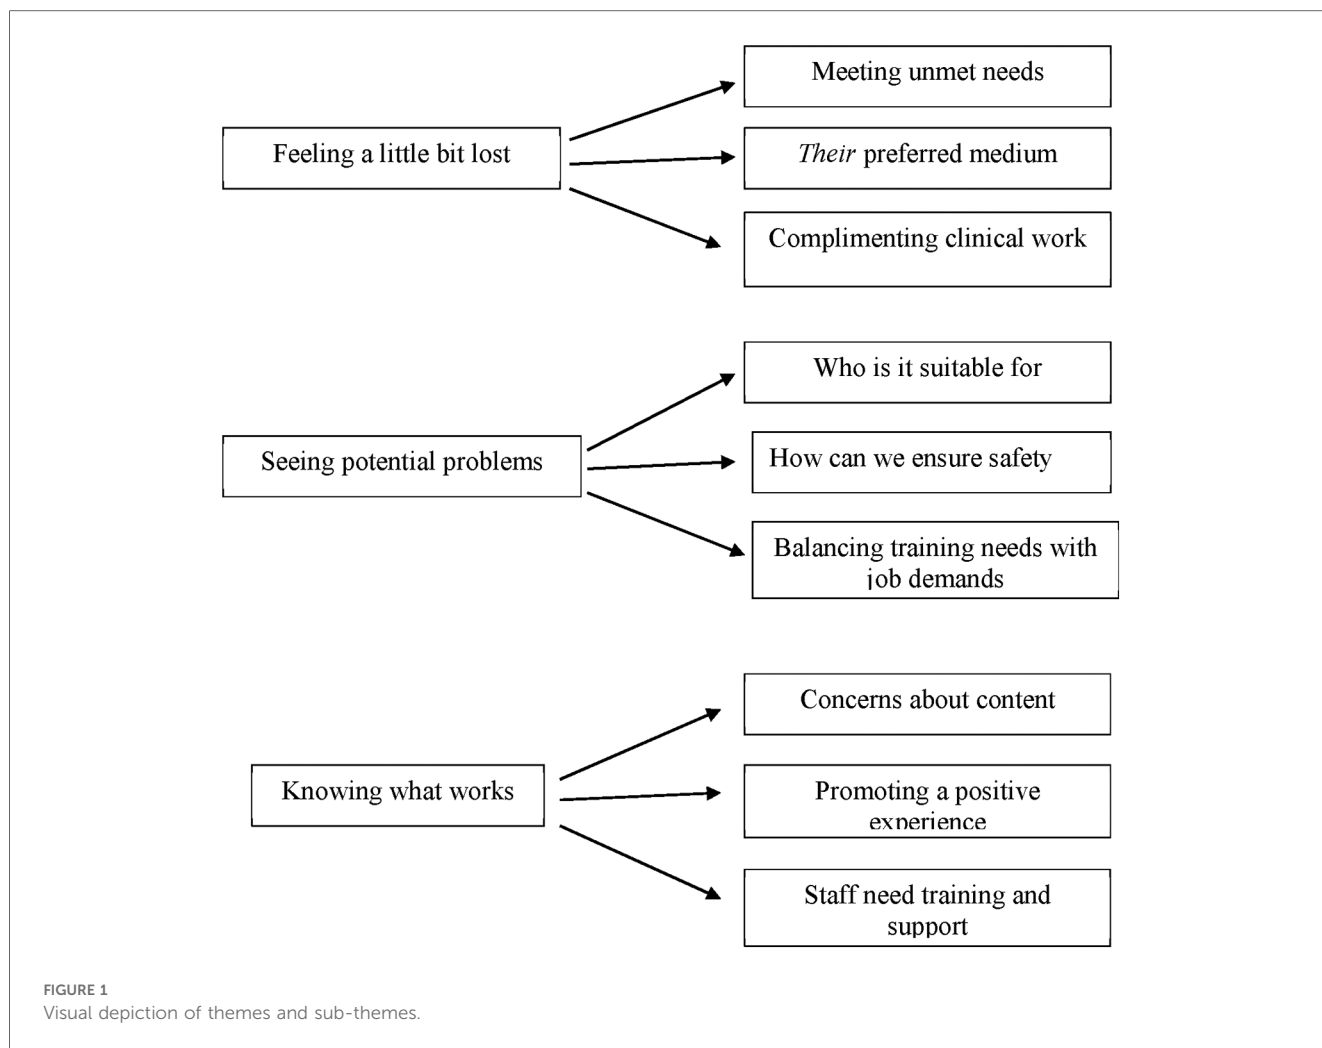 Meeting unmet needs
Feeling a little bit lost
Their preferred medium
Complimenting clinical work
Who is it suitable for
Seeing potential problems
How can we ensure safety
Balancing training needs with
job demands
Concerns about content
Knowing what works
Promoting a positive
experience
Staff need training and
support
FIGURE 1
Visual depiction of themes and sub-themes.